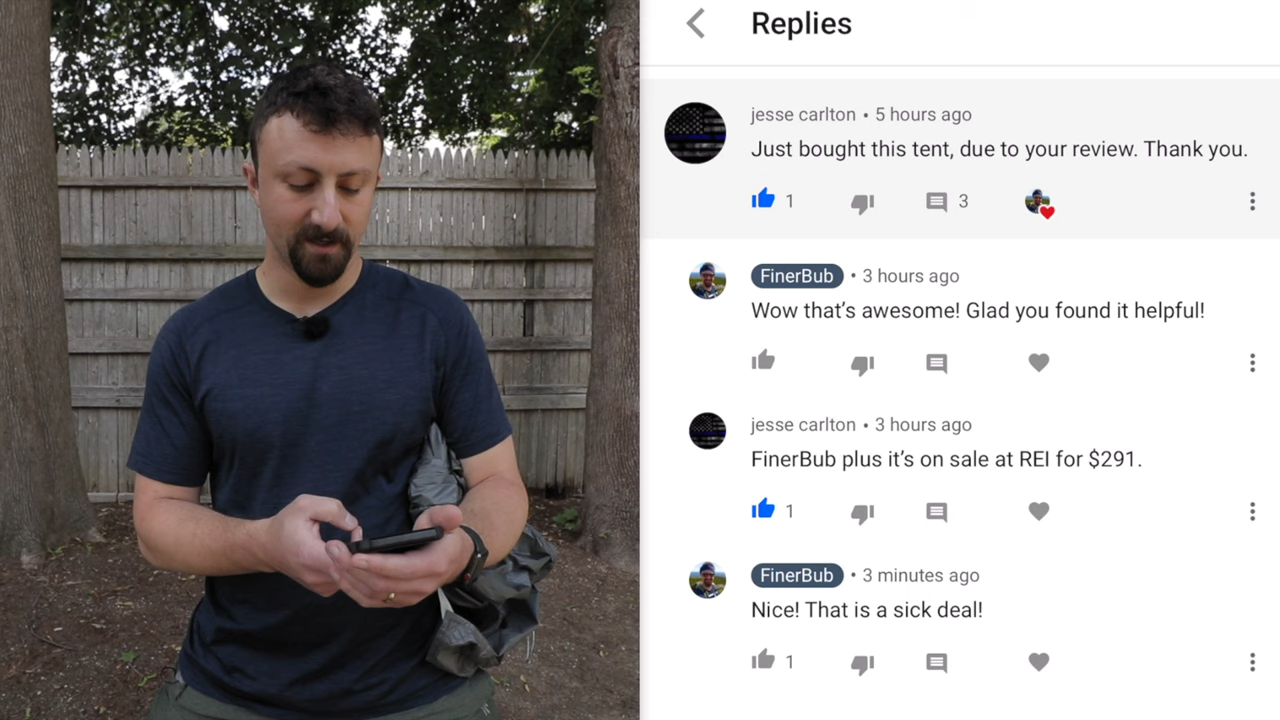 Replies
jesse carlton • 5 hours ago
Just bought this tent, due to your review. Thank you.
1
3
FinerBub • 3 hours ago
Wow that’s awesome! Glad you found it helpful!
jesse carlton • 3 hours ago
FinerBub plus it’s on sale at REI for $291.
1
FinerBub • 3 minutes ago
Nice! That is a sick deal!
1